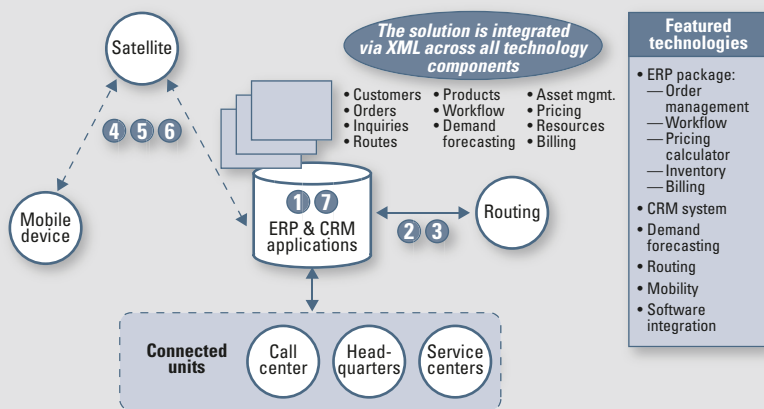 Satellite
The solution is integrated
via XML across all technology
components
• Customers
• Orders
• Inquiries
• Routes
• Products
• Workflow
• Demand
forecasting
• Asset mgmt.
• Pricing
• Resources
• Billing
4 5 6
Mobile
device
1 7
ERP & CRM
applications
2 3
Routing
Connected
units
Call
center
Head-
quarters
Service
centers
Featured
technologies
• ERP package:
— Order
management
— Workflow
— Pricing
calculator
— Inventory
— Billing
• CRM system
• Demand
forecasting
• Routing
• Mobility
• Software
integration